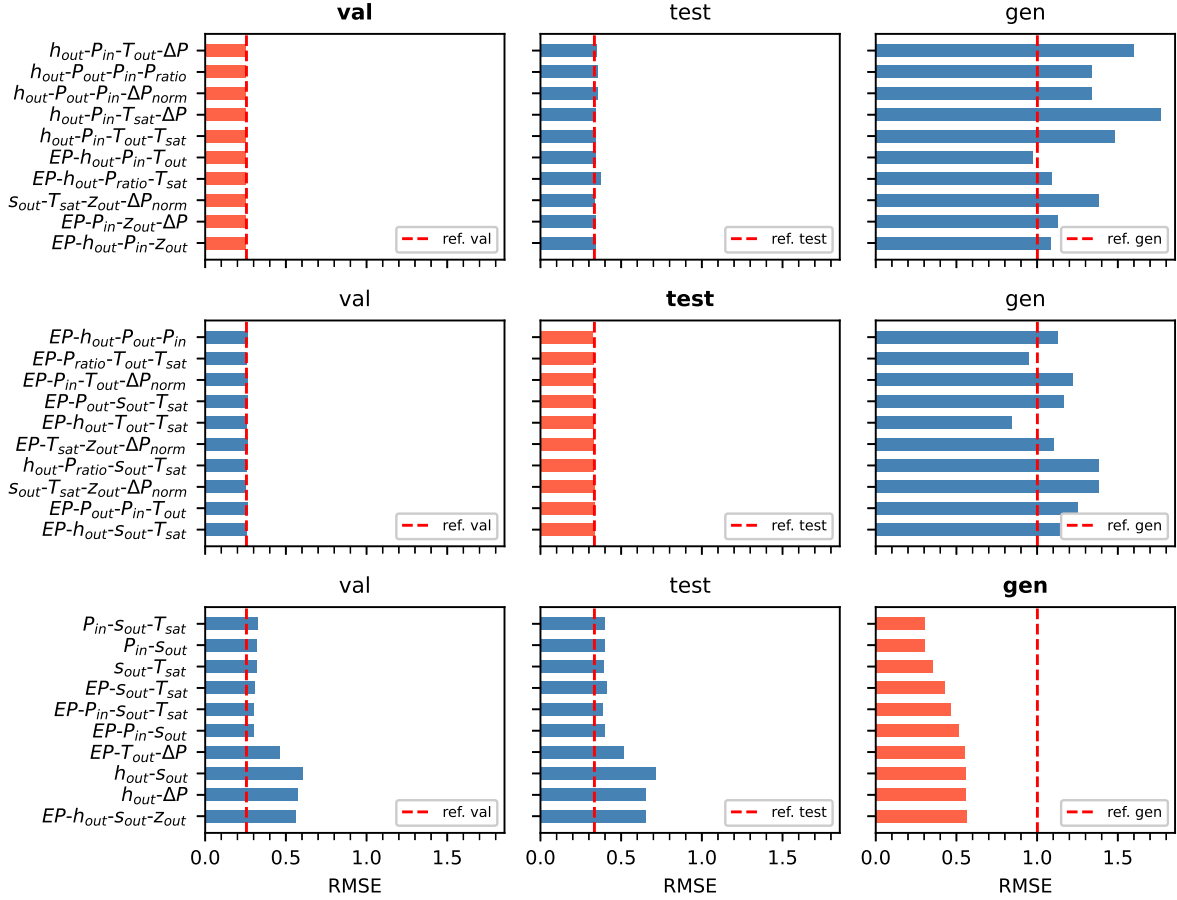 val
test
gen
h_out-P_in-T_out-ΔP
h_out-P_out-P_in-P_ratio
h_out-P_out-P_in-ΔP_norm
h_out-P_in-T_sat-ΔP
h_out-P_in-T_out-T_sat
EP-h_out-P_in-T_out
EP-h_out-P_ratio-T_sat
s_out-T_sat-z_out-ΔP_norm
EP-P_in-z_out-ΔP
EP-h_out-P_in-z_out
ref. val
ref. test
ref. gen
val
test
gen
EP-h_out-P_out-P_in
EP-P_ratio-T_out-T_sat
EP-P_in-T_out-ΔP_norm
EP-P_out-s_out-T_sat
EP-h_out-T_out-T_sat
EP-T_sat-z_out-ΔP_norm
h_out-P_ratio-s_out-T_sat
s_out-T_sat-z_out-ΔP_norm
EP-P_out-P_in-T_out
EP-h_out-s_out-T_sat
ref. val
ref. test
ref. gen
val
test
gen
P_in-s_out-T_sat
P_in-s_out
s_out-T_sat
EP-s_out-T_sat
EP-P_in-s_out-T_sat
EP-P_in-s_out
EP-T_out-ΔP
h_out-s_out
h_out-ΔP
EP-h_out-s_out-z_out
ref. val
ref. test
ref. gen
0.0 0.5 1.0 1.5
0.0 0.5 1.0 1.5
0.0 0.5 1.0 1.5
RMSE
RMSE
RMSE